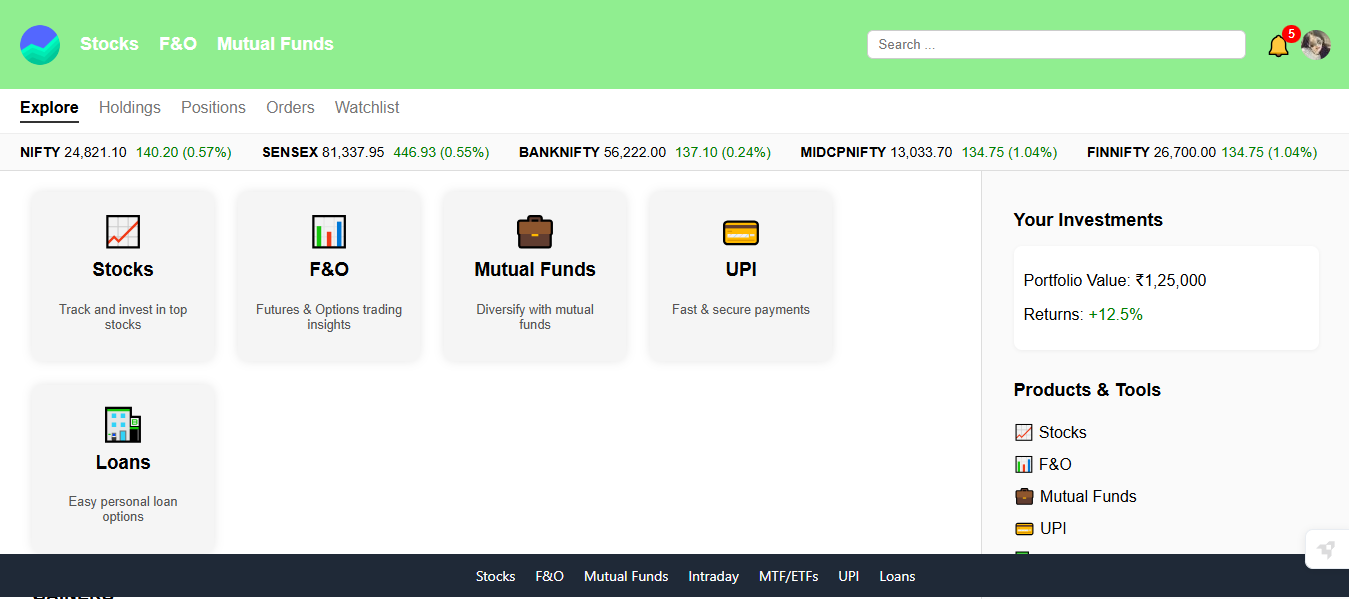 Stocks F&O Mutual Funds Search ... 5
Explore Holdings Positions Orders Watchlist
NIFTY 24,821.10 140.20 (0.57%) SENSEX 81,337.95 446.93 (0.55%) BANKNIFTY 56,222.00 137.10 (0.24%) MIDCPNIFTY 13,033.70 134.75 (1.04%) FINNIFTY 26,700.00 134.75 (1.04%)
Stocks
Track and invest in top
stocks
F&O
Futures & Options trading
insights
Mutual Funds
Diversify with mutual
funds
UPI
Fast & secure payments
Loans
Easy personal loan
options
Your Investments
Portfolio Value: ₹1,25,000
Returns: +12.5%
Products & Tools
Stocks
F&O
Mutual Funds
UPI
Stocks F&O Mutual Funds Intraday MTF/ETFs UPI Loans